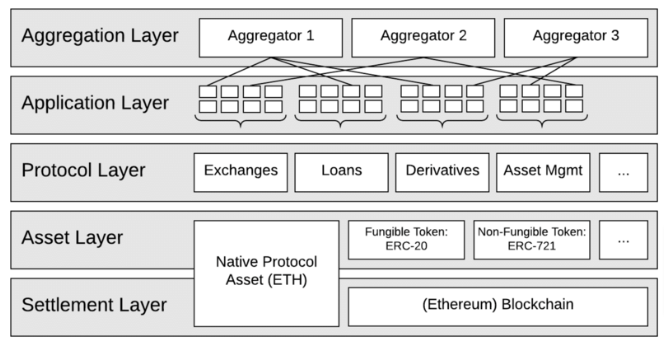 Aggregation Layer
Aggregator 1
Aggregator 2
Aggregator 3
Application Layer
Protocol Layer
Exchanges
Loans
Derivatives
Asset Mgmt
...
Asset Layer
Native Protocol
Asset (ETH)
Fungible Token:
ERC-20
Non-Fungible Token:
ERC-721
...
Settlement Layer
(Ethereum) Blockchain